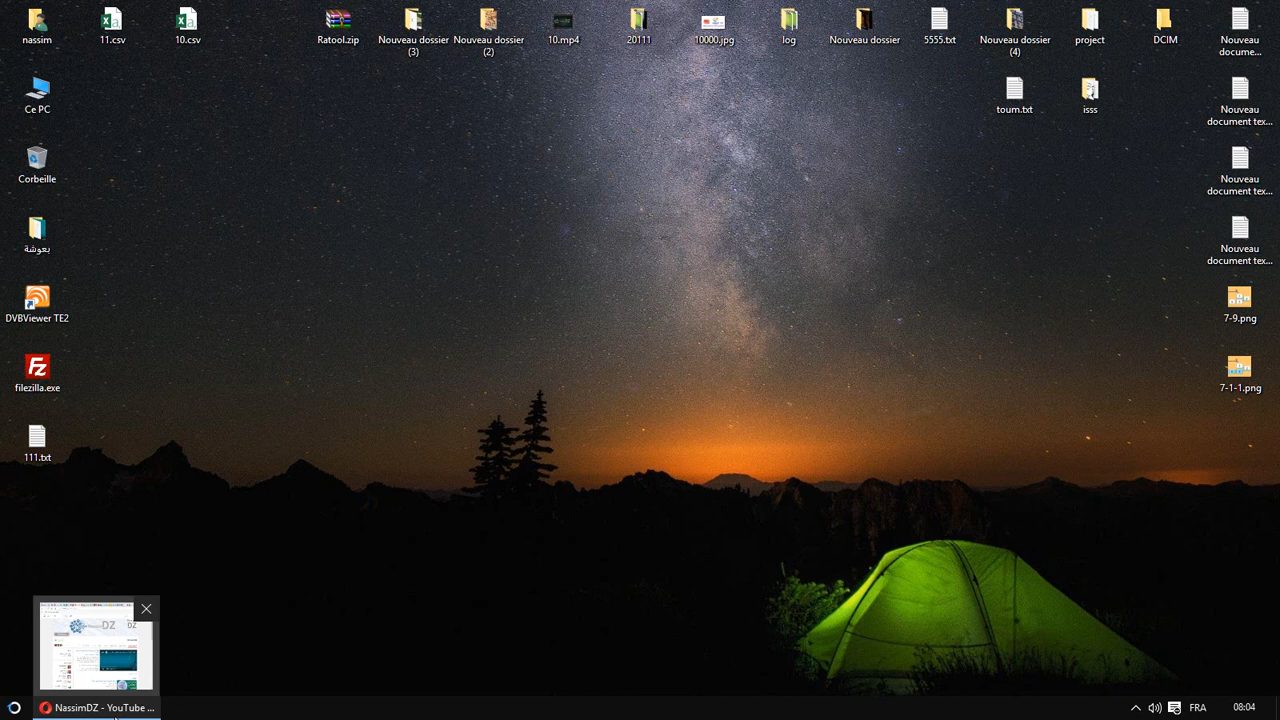 nassim
11.csv
10.csv
Ratool.zip
Nouveau dossier
(3)
Nouveau dossier
(2)
10.mp4
20111
10000.jpg
log
Nouveau dossier
5555.txt
Nouveau dossier
(4)
project
DCIM
Nouveau
docume...
Ce PC
toum.txt
isss
Nouveau
document tex...
Corbeille
Nouveau
document tex...
بعوشة
Nouveau
document tex...
DVBViewer TE2
7-9.png
filezilla.exe
7-1-1.png
111.txt
DZ
NassimDZ - YouTube ...
FRA
08:04